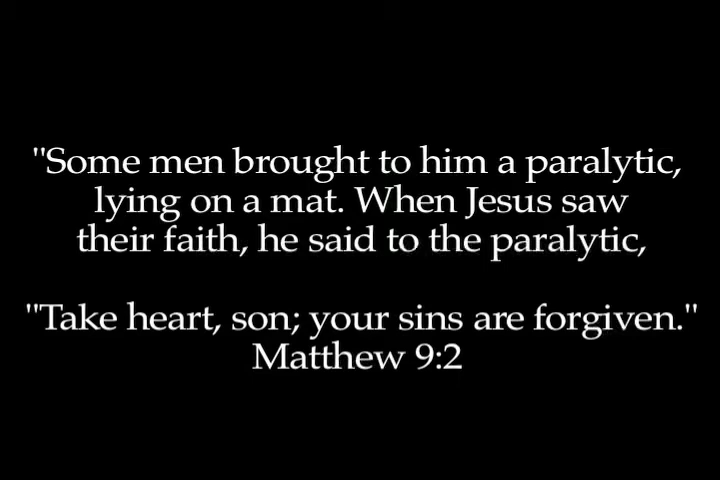 "Some men brought to him a paralytic,
lying on a mat. When Jesus saw
their faith, he said to the paralytic,
"Take heart, son; your sins are forgiven."
Matthew 9:2